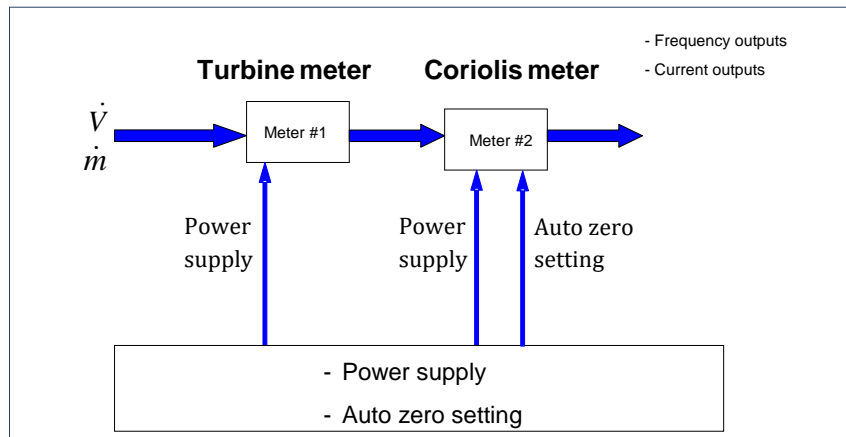 - Frequency outputs
- Current outputs
Turbine meter
Coriolis meter
V̇
ṁ
Meter #1
Meter #2
Power
supply
Power
supply
Auto zero
setting
- Power supply
- Auto zero setting